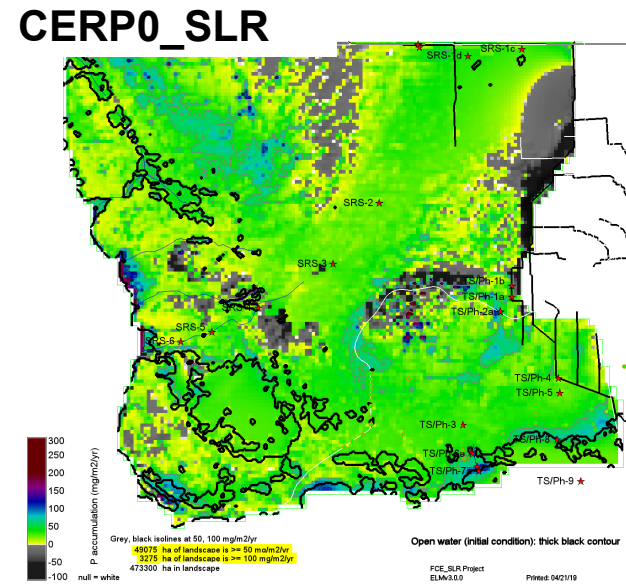 CERP0_SLR
SRS-1c
SRS-1d
SRS-2
SRS-3
TS/Ph-1b
TS/Ph-1a
TS/Ph-2a
SRS-5
SRS-6
TS/Ph-4
TS/Ph-5
TS/Ph-3
TS/Ph-8
TS/Ph-6a
TS/Ph-7a
TS/Ph-9
300
250
200
150
100
50
0
-50
-100
P accumulation (mg/m2/yr)
null = white
Grey, black isolines at 50, 100 mg/m2/yr
49075 ha of landscape is >= 50 mg/m2/yr
3275 ha of landscape is >= 100 mg/m2/yr
473300 ha in landscape
Open water (initial condition): thick black contour
FCE_SLR Project
ELMv3.0.0
Printed: 04/21/19